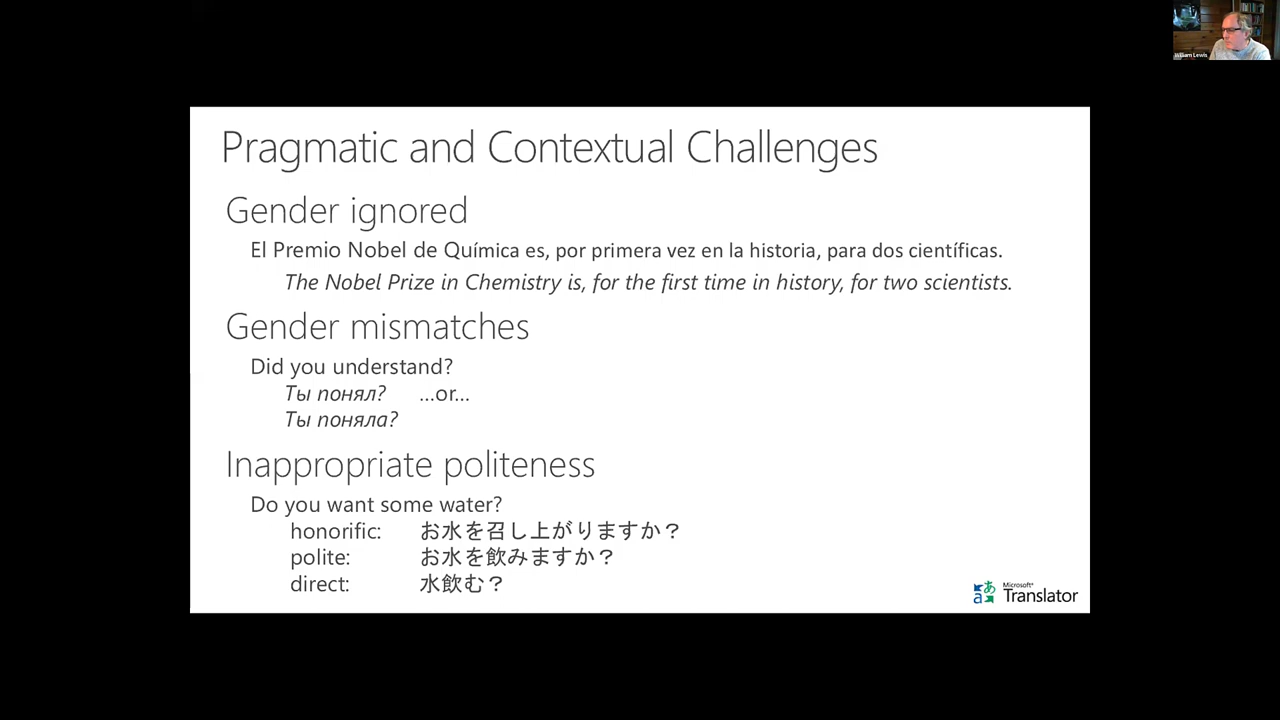 William Lewis
Pragmatic and Contextual Challenges
Gender ignored
El Premio Nobel de Química es, por primera vez en la historia, para dos científicas.
The Nobel Prize in Chemistry is, for the first time in history, for two scientists.
Gender mismatches
Did you understand?
Ты понял? ...or...
Ты поняла?
Inappropriate politeness
Do you want some water?
honorific: お水を召し上がりますか？
polite: お水を飲みますか？
direct: 水飲む？
Microsoft®
Translator